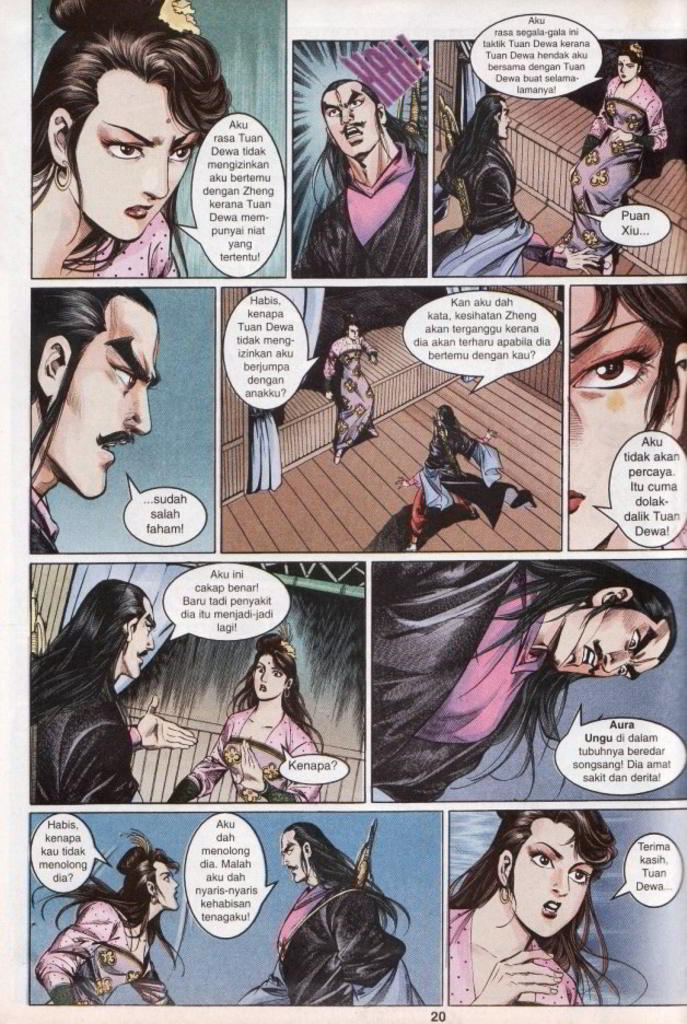 Aku
rasa Tuan
Dewa tidak
mengizinkan
aku bertemu
dengan Zheng
kerana Tuan
Dewa mem-
punyai niat
yang
tertentu!
HAH!
Aku
rasa segala-gala ini
taktik Tuan Dewa kerana
Tuan Dewa hendak aku
bersama dengan Tuan
Dewa buat selama-
lamanya!
Puan
Xiu...
...sudah
salah
faham!
Habis,
kenapa
Tuan Dewa
tidak meng-
izinkan aku
berjumpa
dengan
anakku?
Kan aku dah
kata, kesihatan Zheng
akan terganggu kerana
dia akan terharu apabila dia
bertemu dengan kau?
Aku
tidak akan
percaya.
Itu cuma
dolak-
dalik Tuan
Dewa!
Aku ini
cakap benar!
Baru tadi penyakit
dia itu menjadi-jadi
lagi!
Kenapa?
Aura
Ungu di dalam
tubuhnya beredar
songsang! Dia amat
sakit dan derita!
Habis,
kenapa
kau tidak
menolong
dia?
Aku
dah
menolong
dia. Malah
aku dah
nyaris-nyaris
kehabisan
tenagaku!
Terima
kasih,
Tuan
Dewa...
20